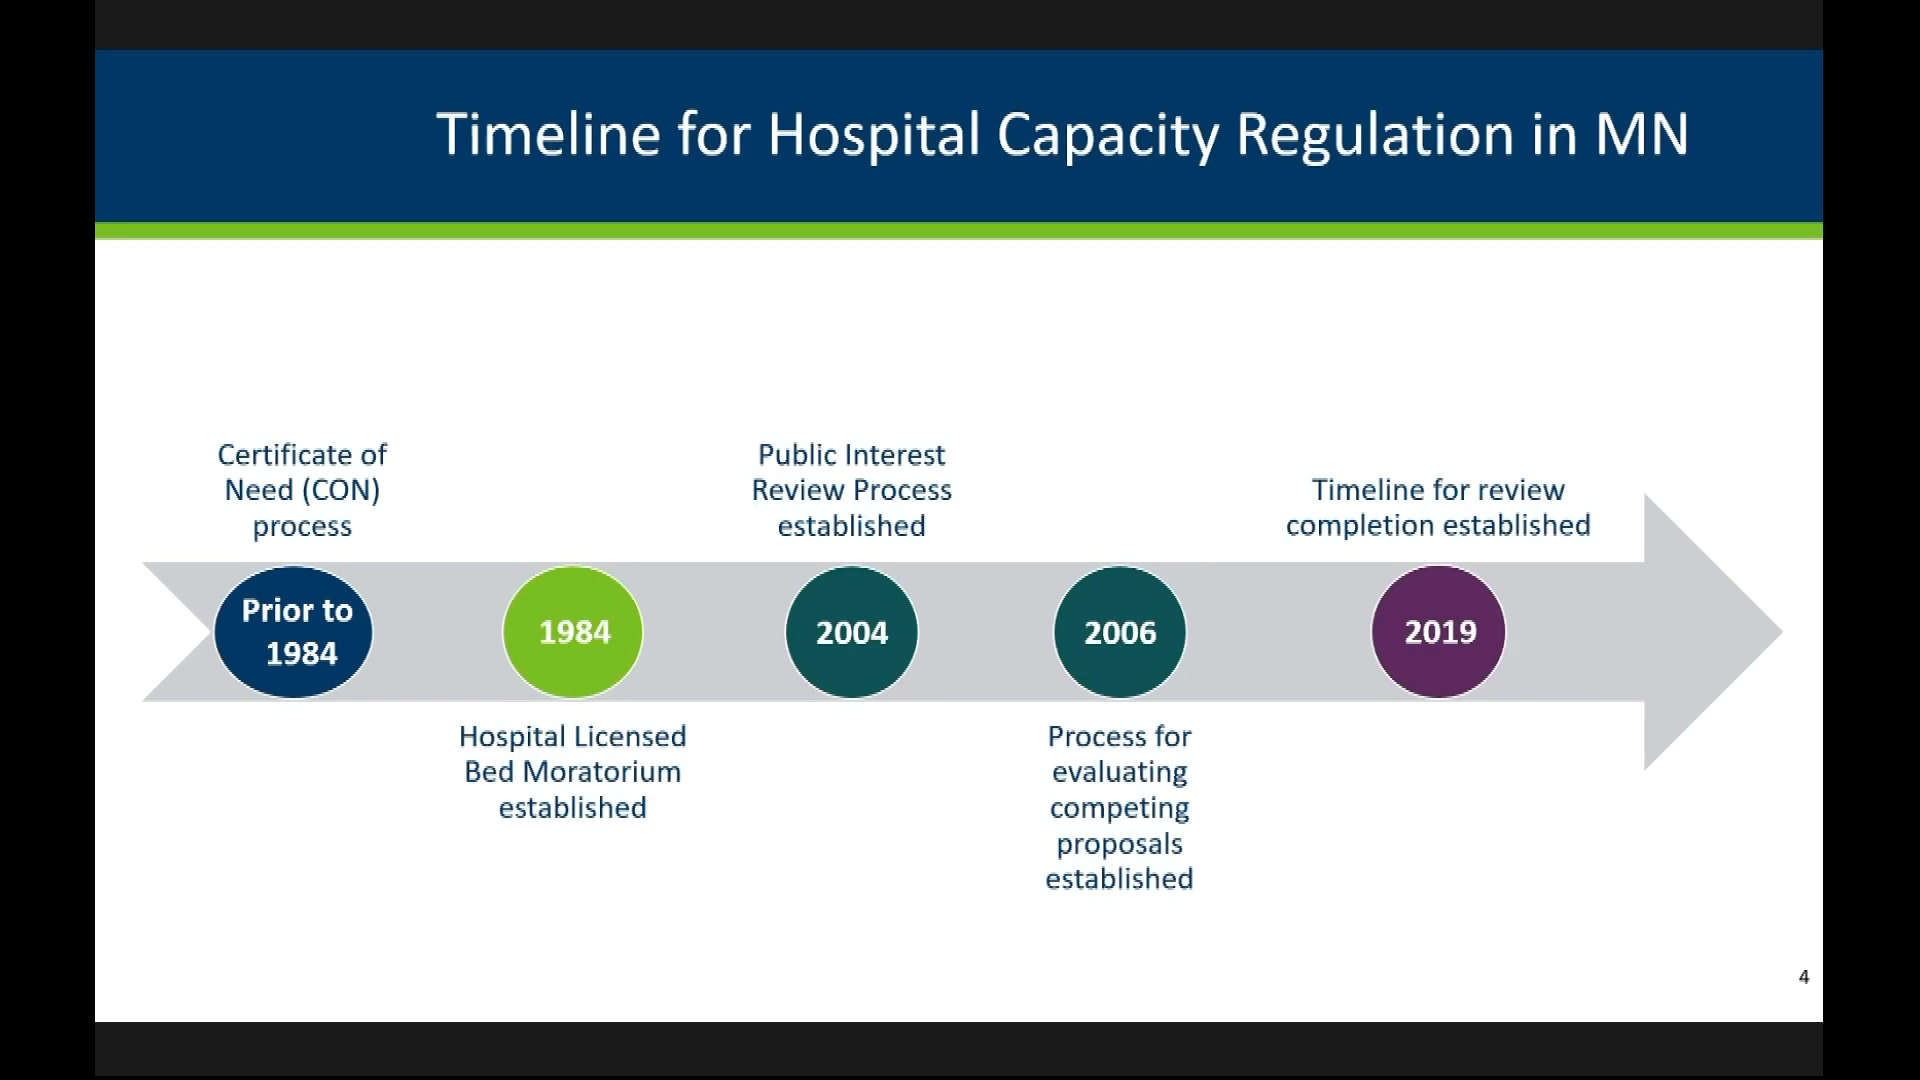 Timeline for Hospital Capacity Regulation in MN
Certificate of
Need (CON)
process
Public Interest
Review Process
established
Timeline for review
completion established
Prior to
1984
1984
2004
2006
2019
Hospital Licensed
Bed Moratorium
established
Process for
evaluating
competing
proposals
established
4